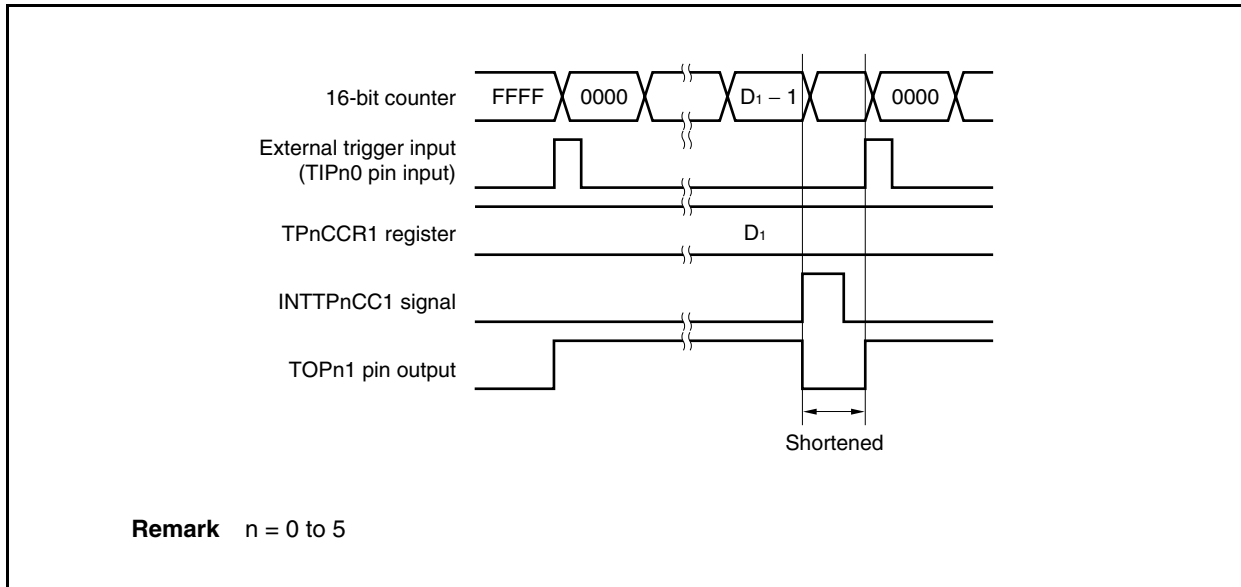 16-bit counter FFFF 0000 D₁ – 1 0000
External trigger input
(TIPn0 pin input)
TPnCCR1 register D₁
INTTPnCC1 signal
TOPn1 pin output
Shortened
Remark n = 0 to 5